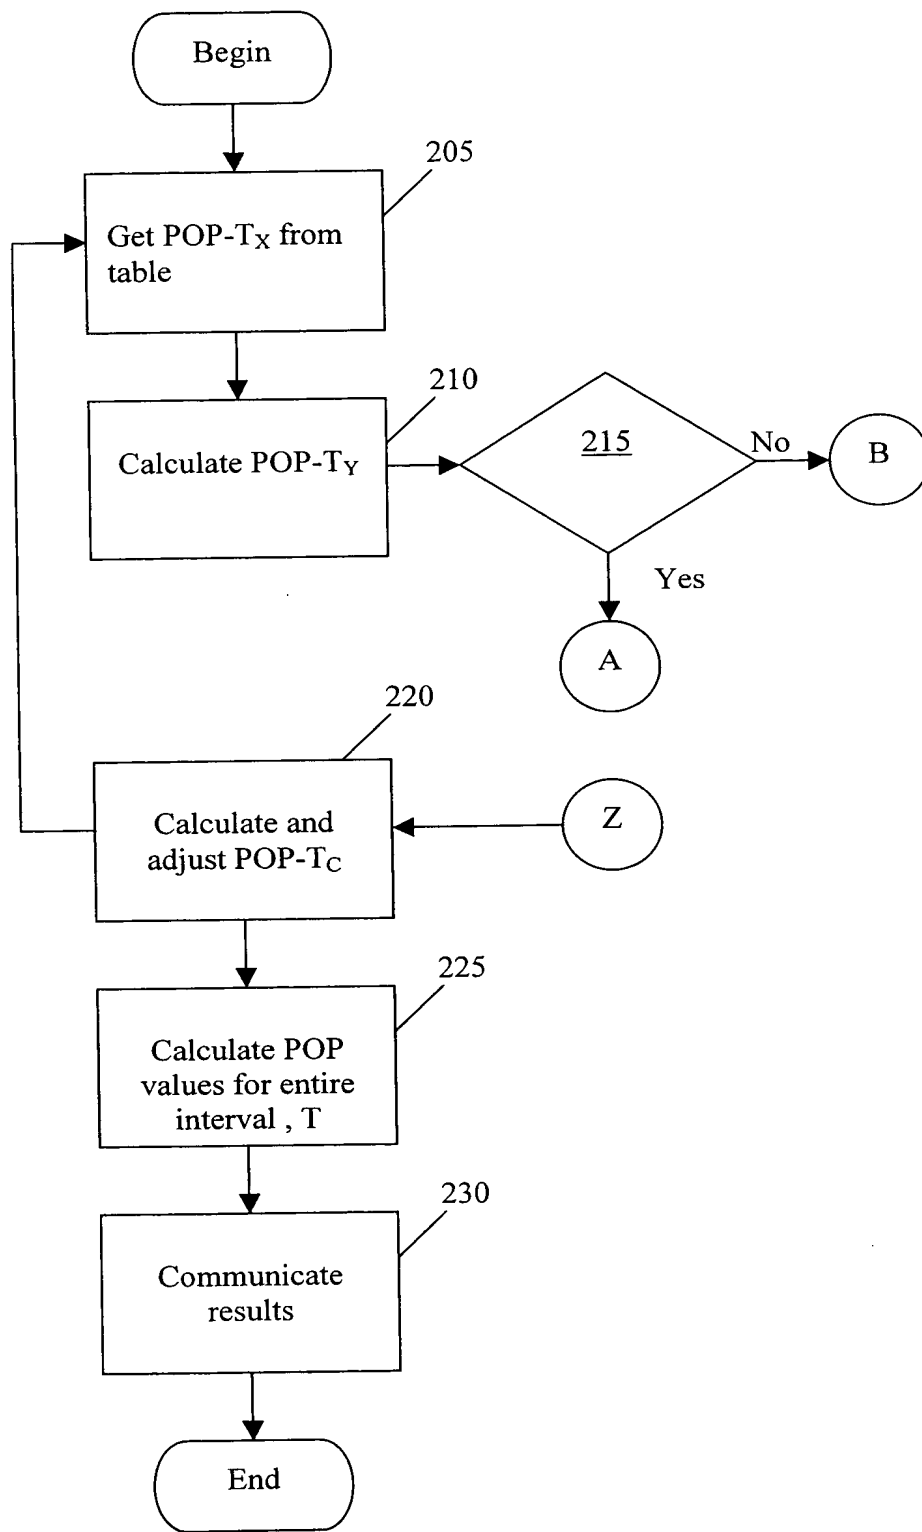 Begin
205
Get POP-TX from
table
210
Calculate POP-TY
215
No
B
Yes
A
220
Calculate and
adjust POP-TC
Z
225
Calculate POP
values for entire
interval , T
230
Communicate
results
End